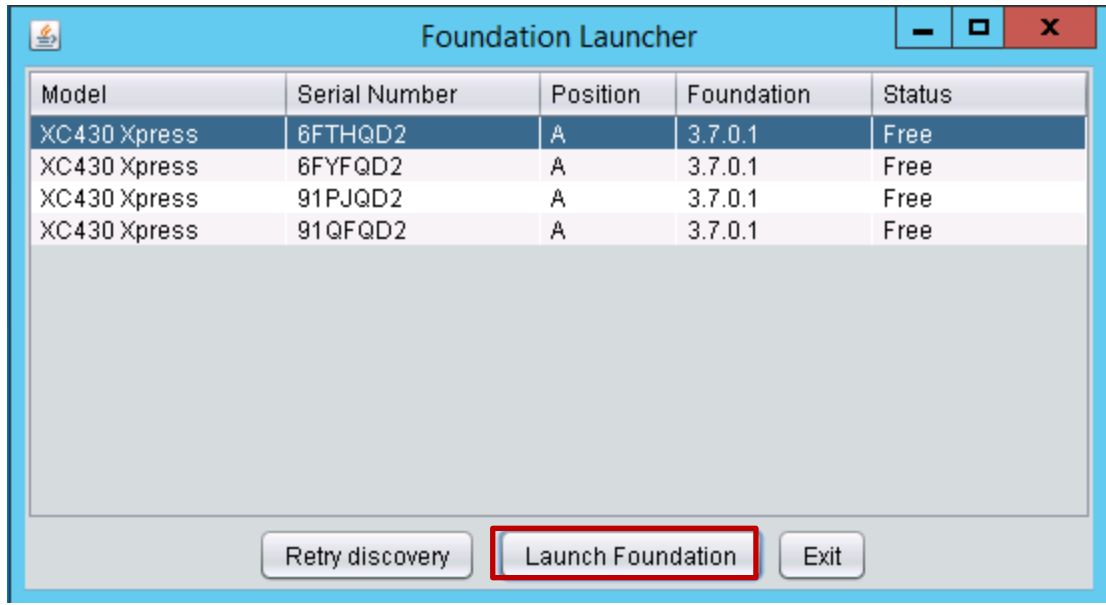 Foundation Launcher
Model Serial Number Position Foundation Status
XC430 Xpress 6FTHQD2 A 3.7.0.1 Free
XC430 Xpress 6FYFQD2 A 3.7.0.1 Free
XC430 Xpress 91PJQD2 A 3.7.0.1 Free
XC430 Xpress 91QFQD2 A 3.7.0.1 Free
Retry discovery Launch Foundation Exit